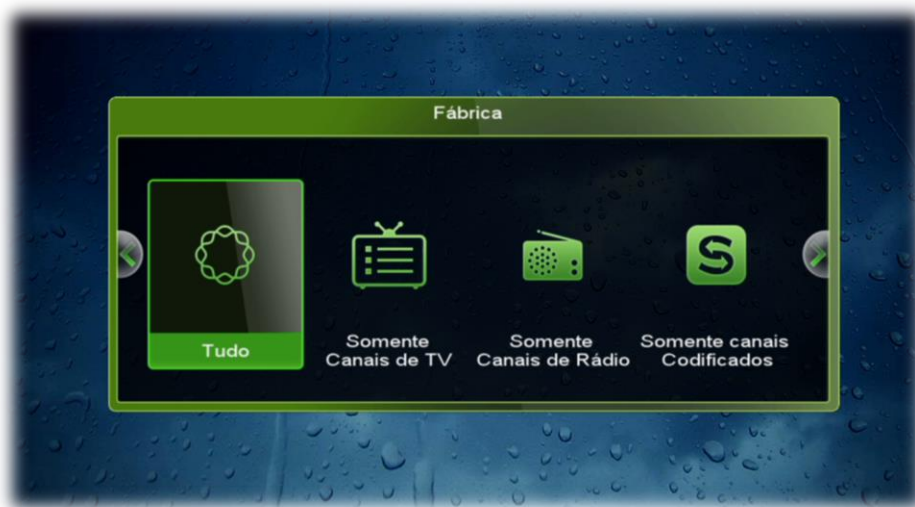 Fábrica
Tudo
Somente
Canais de TV
Somente
Canais de Rádio
Somente canais
Codificados